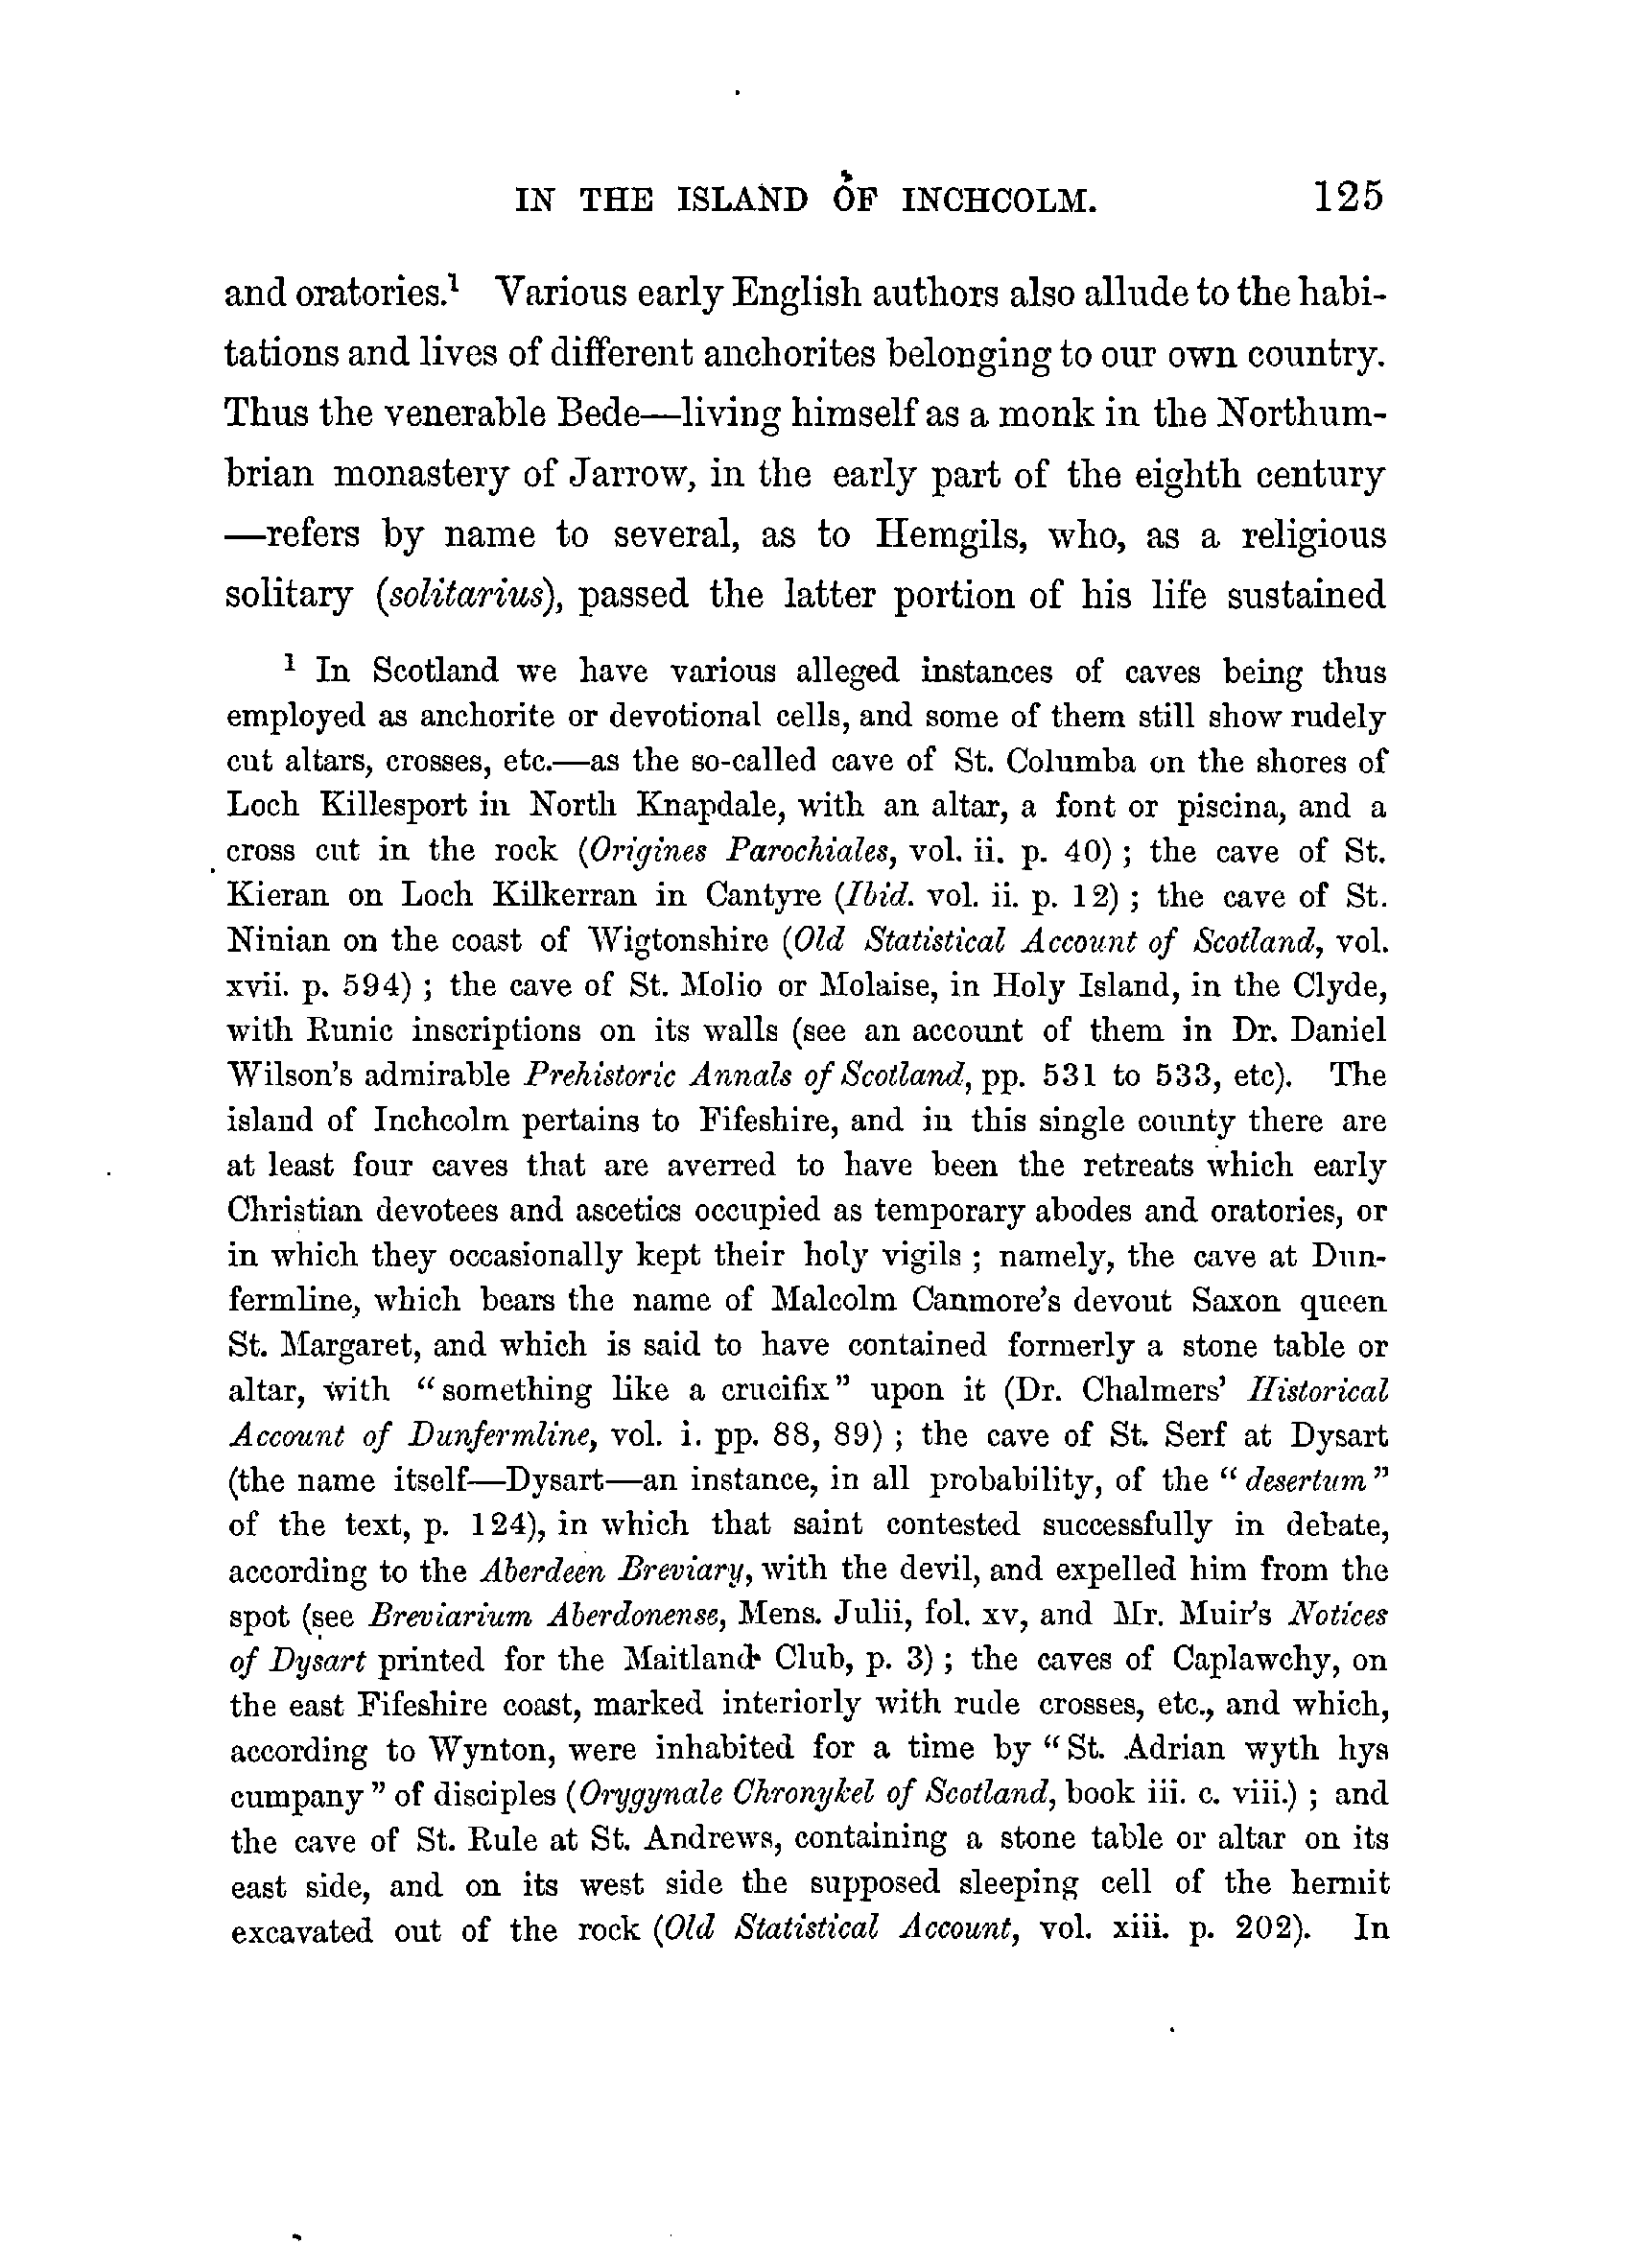 IN THE ISLAND OF INCHCOLM. 125
and oratories.¹ Various early English authors also allude to the habi-
tations and lives of different anchorites belonging to our own country.
Thus the venerable Bede—living himself as a monk in the Northum-
brian monastery of Jarrow, in the early part of the eighth century
—refers by name to several, as to Hemgils, who, as a religious
solitary (solitarius), passed the latter portion of his life sustained
¹ In Scotland we have various alleged instances of caves being thus
employed as anchorite or devotional cells, and some of them still show rudely
cut altars, crosses, etc.—as the so-called cave of St. Columba on the shores of
Loch Killesport in North Knapdale, with an altar, a font or piscina, and a
cross cut in the rock (Origines Parochiales, vol. ii. p. 40) ; the cave of St.
Kieran on Loch Kilkerran in Cantyre (Ibid. vol. ii. p. 12) ; the cave of St.
Ninian on the coast of Wigtonshire (Old Statistical Account of Scotland, vol.
xvii. p. 594) ; the cave of St. Molio or Molaise, in Holy Island, in the Clyde,
with Runic inscriptions on its walls (see an account of them in Dr. Daniel
Wilson's admirable Prehistoric Annals of Scotland, pp. 531 to 533, etc). The
island of Inchcolm pertains to Fifeshire, and in this single county there are
at least four caves that are averred to have been the retreats which early
Christian devotees and ascetics occupied as temporary abodes and oratories, or
in which they occasionally kept their holy vigils ; namely, the cave at Dun-
fermline, which bears the name of Malcolm Canmore's devout Saxon queen
St. Margaret, and which is said to have contained formerly a stone table or
altar, with "something like a crucifix" upon it (Dr. Chalmers' Historical
Account of Dunfermline, vol. i. pp. 88, 89) ; the cave of St. Serf at Dysart
(the name itself—Dysart—an instance, in all probability, of the "desertum"
of the text, p. 124), in which that saint contested successfully in debate,
according to the Aberdeen Breviary, with the devil, and expelled him from the
spot (see Breviarium Aberdonense, Mens. Julii, fol. xv, and Mr. Muir's Notices
of Dysart printed for the Maitland Club, p. 3) ; the caves of Caplawchy, on
the east Fifeshire coast, marked interiorly with rude crosses, etc., and which,
according to Wynton, were inhabited for a time by "St. Adrian wyth hys
cumpany" of disciples (Orygynale Chronykel of Scotland, book iii. c. viii.) ; and
the cave of St. Rule at St. Andrews, containing a stone table or altar on its
east side, and on its west side the supposed sleeping cell of the hermit
excavated out of the rock (Old Statistical Account, vol. xiii. p. 202). In